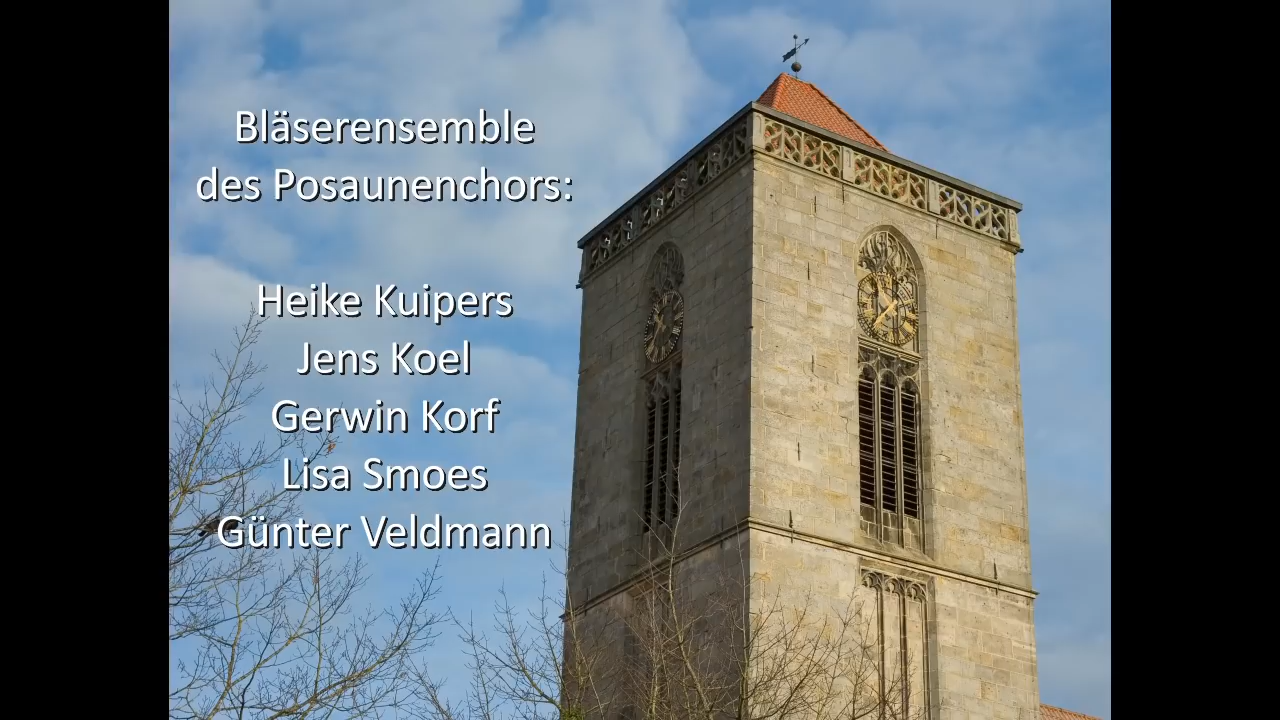 Bläserensemble
des Posaunenchors:
Heike Kuipers
Jens Koel
Gerwin Korf
Lisa Smoes
Günter Veldmann